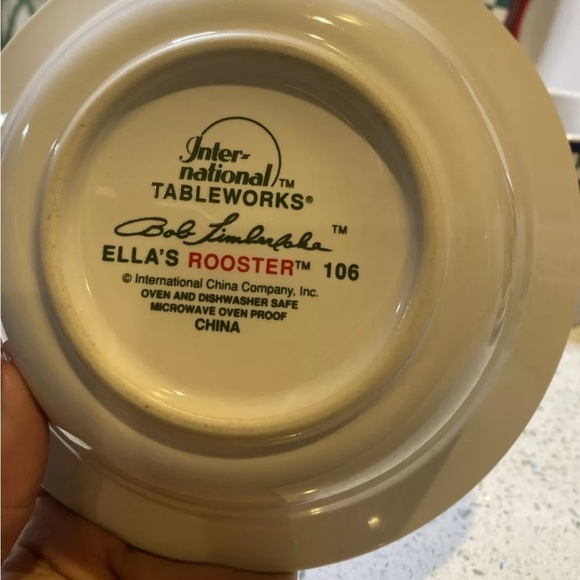 Inter-
national™
TABLEWORKS®
Bob Timberlake™
ELLA'S ROOSTER™ 106
© International China Company, Inc.
OVEN AND DISHWASHER SAFE
MICROWAVE OVEN PROOF
CHINA